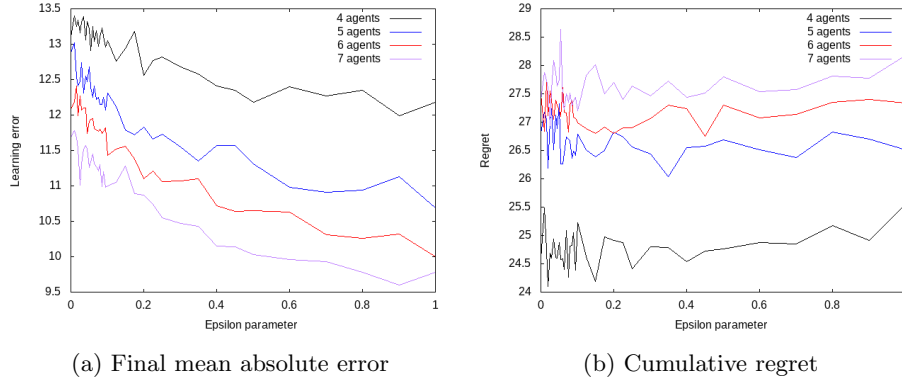 4 agents
5 agents
6 agents
7 agents
13.5
13
12.5
12
11.5
11
10.5
10
9.5
Learning error
0
0.2
0.4
0.6
0.8
1
Epsilon parameter
(a) Final mean absolute error
4 agents
5 agents
6 agents
7 agents
29
28.5
28
27.5
27
26.5
26
25.5
25
24.5
24
Regret
0
0.2
0.4
0.6
0.8
Epsilon parameter
(b) Cumulative regret